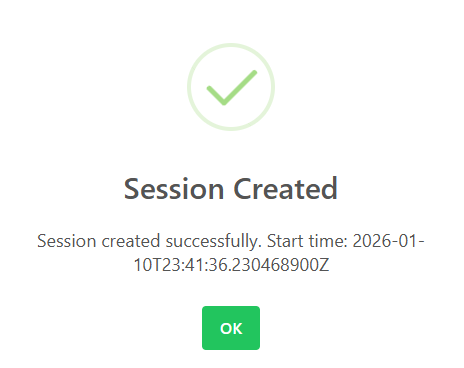 Session Created
Session created successfully. Start time: 2026-01-
10T23:41:36.230468900Z
OK